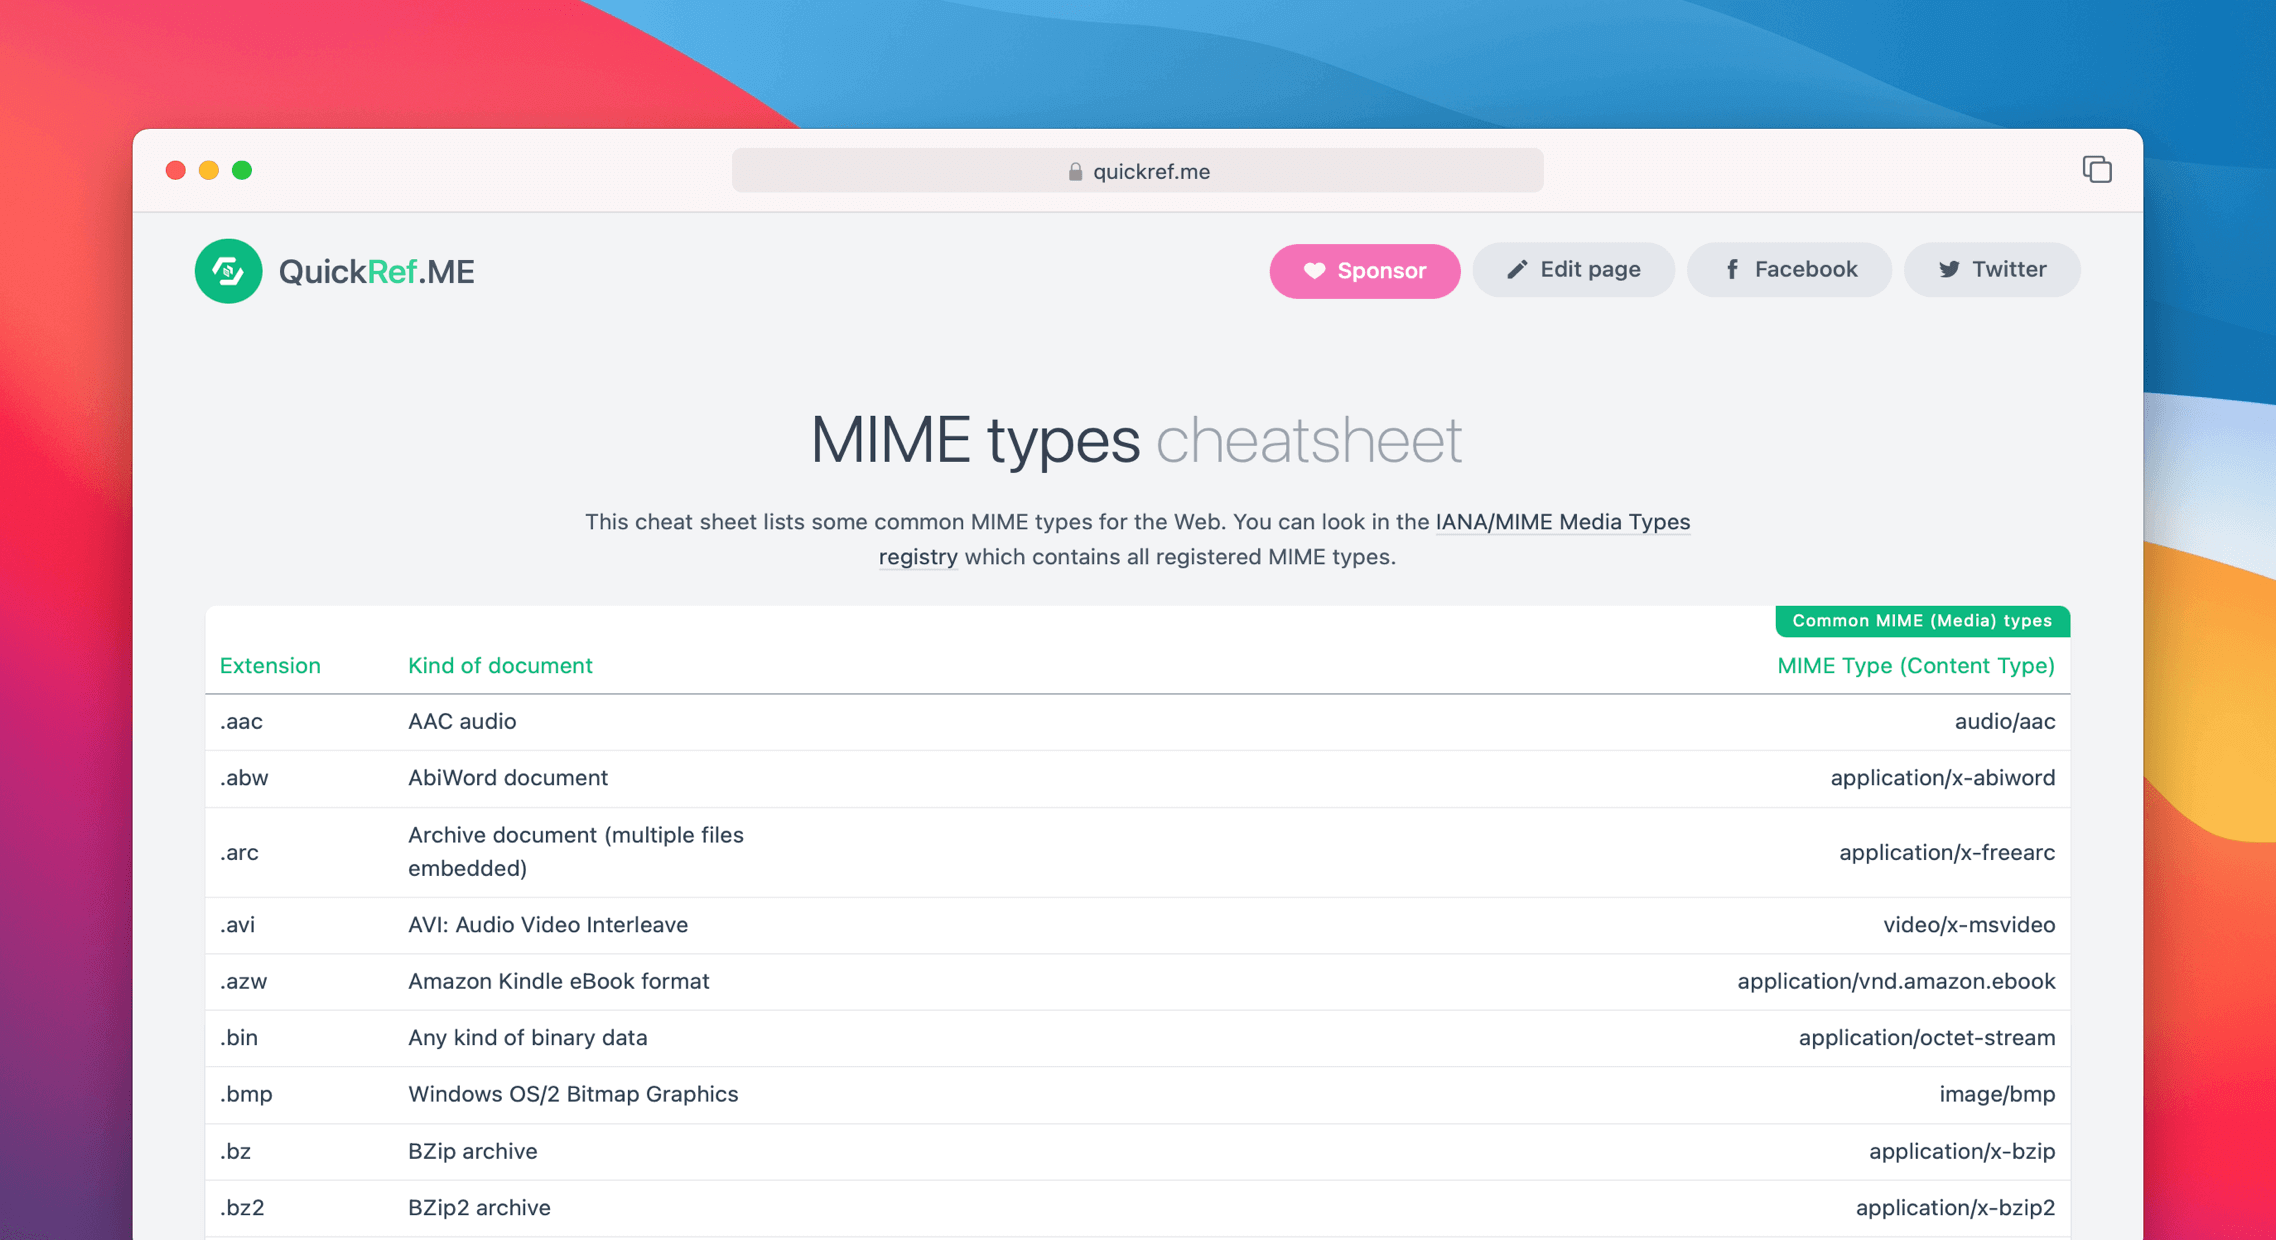 quickref.me
QuickRef.ME
Sponsor
Edit page
Facebook
Twitter
MIME types cheatsheet
This cheat sheet lists some common MIME types for the Web. You can look in the IANA/MIME Media Types
registry which contains all registered MIME types.
Common MIME (Media) types
Extension Kind of document MIME Type (Content Type)
.aac AAC audio audio/aac
.abw AbiWord document application/x-abiword
.arc Archive document (multiple files
embedded) application/x-freearc
.avi AVI: Audio Video Interleave video/x-msvideo
.azw Amazon Kindle eBook format application/vnd.amazon.ebook
.bin Any kind of binary data application/octet-stream
.bmp Windows OS/2 Bitmap Graphics image/bmp
.bz BZip archive application/x-bzip
.bz2 BZip2 archive application/x-bzip2